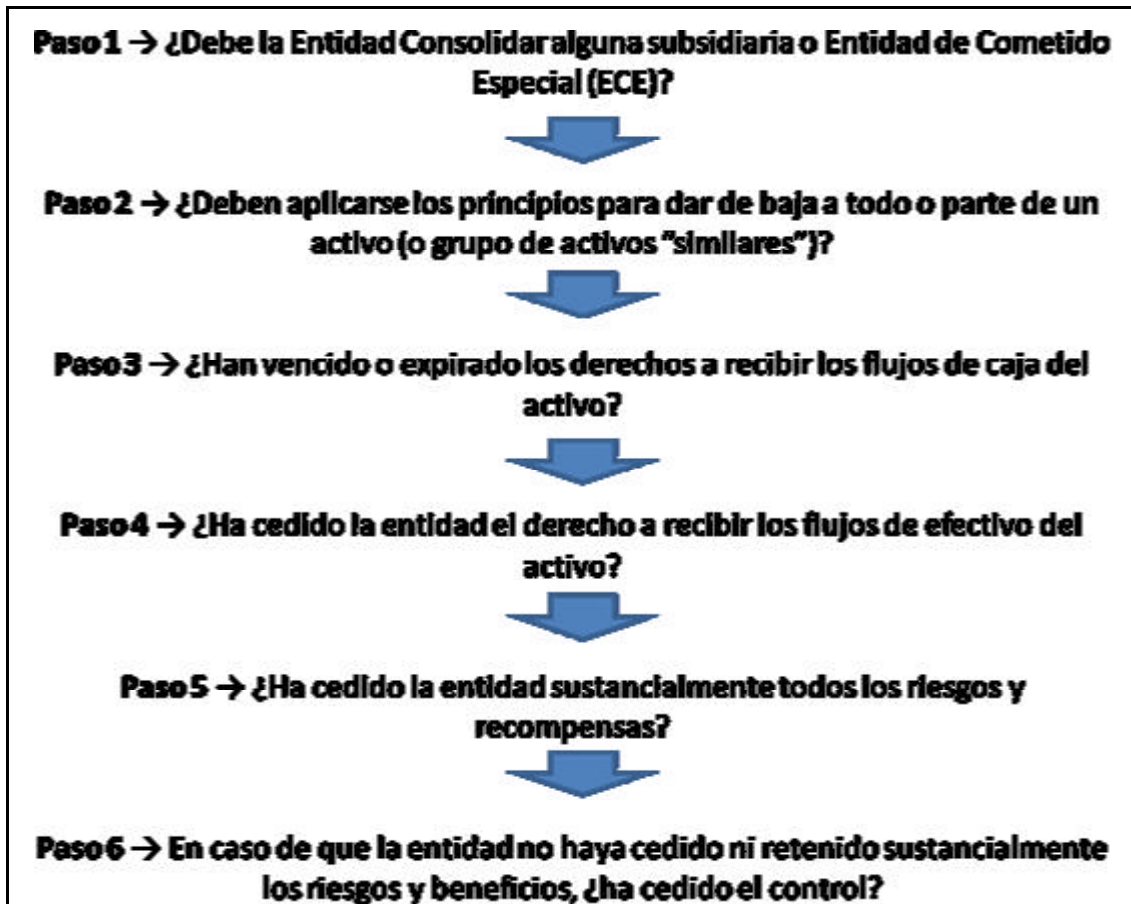 Paso 1 → ¿Debe la Entidad Consolidar alguna subsidiaria o Entidad de Cometido
Especial (ECE)?
Paso 2 → ¿Deben aplicarse los principios para dar de baja a todo o parte de un
activo (o grupo de activos "similares")?
Paso 3 → ¿Han vencido o expirado los derechos a recibir los flujos de caja del
activo?
Paso 4 → ¿Ha cedido la entidad el derecho a recibir los flujos de efectivo del
activo?
Paso 5 → ¿Ha cedido la entidad sustancialmente todos los riesgos y
recompensas?
Paso 6 → En caso de que la entidad no haya cedido ni retenido sustancialmente
los riesgos y beneficios, ¿ha cedido el control?